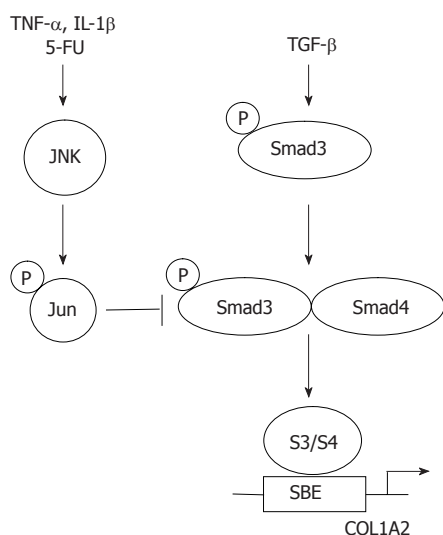 TNF-α, IL-1β
5-FU
TGF-β
P
Smad3
JNK
P
Jun
P
Smad3
Smad4
S3/S4
SBE
COL1A2